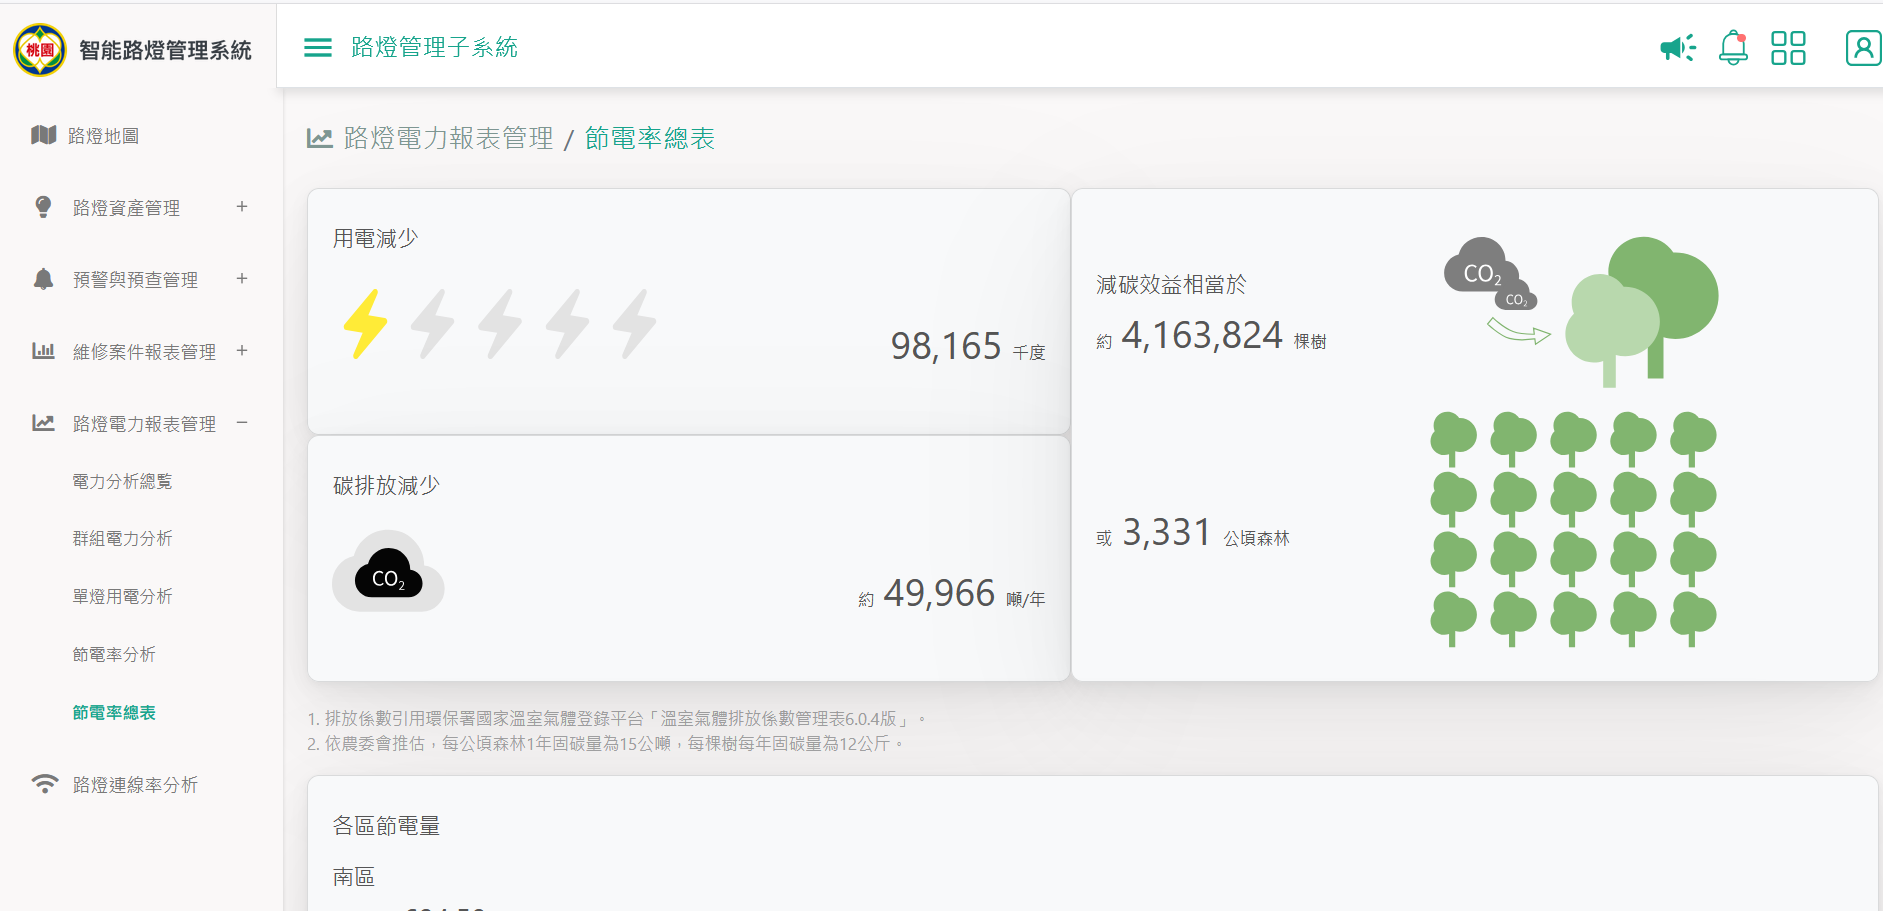 桃園 智能路燈管理系統
路燈管理子系統
路燈地圖
路燈資產管理 +
預警與預查管理 +
維修案件報表管理 +
路燈電力報表管理 −
電力分析總覽
群組電力分析
單燈用電分析
節電率分析
節電率總表
路燈連線率分析
路燈電力報表管理 / 節電率總表
用電減少
98,165 千度
碳排放減少
CO2
約 49,966 噸/年
減碳效益相當於
約 4,163,824 棵樹
CO2
CO2
或 3,331 公頃森林
1. 排放係數引用環保署國家溫室氣體登錄平台「溫室氣體排放係數管理表6.0.4版」。
2. 依農委會推估，每公頃森林1年固碳量為15公噸，每棵樹每年固碳量為12公斤。
各區節電量
南區